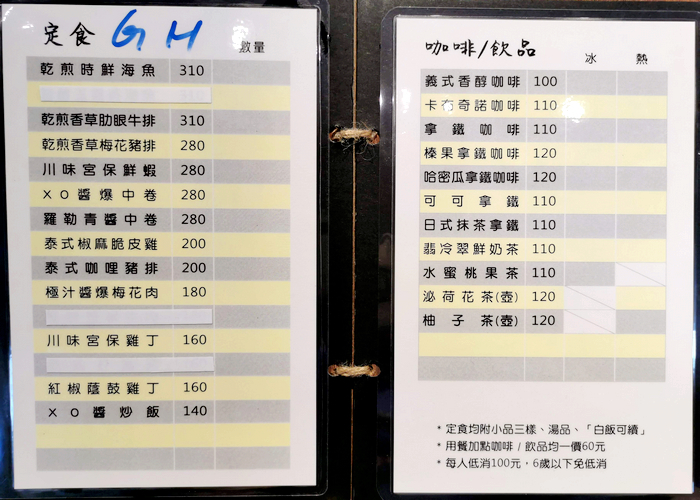 定食 G H 數量
乾煎時鮮海魚 310
乾煎香草肋眼牛排 310
乾煎香草梅花豬排 280
川味宮保鮮蝦 280
XO醬爆中卷 280
羅勒青醬中卷 280
泰式椒麻脆皮雞 200
泰式咖哩豬排 200
極汁醬爆梅花肉 180
川味宮保雞丁 160
紅椒蔭鼓雞丁 160
XO醬炒飯 140
咖啡/飲品 冰 熱
義式香醇咖啡 100
卡布奇諾咖啡 110
拿鐵咖啡 110
榛果拿鐵咖啡 120
哈密瓜拿鐵咖啡 120
可可拿鐵 110
日式抹茶拿鐵 110
翡冷翠鮮奶茶 110
水蜜桃果茶 110
泌荷花茶(壺) 120
柚子茶(壺) 120
* 定食均附小品三樣、湯品、「白飯可續」
* 用餐加點咖啡 / 飲品均一價60元
* 每人低消100元，6歲以下免低消